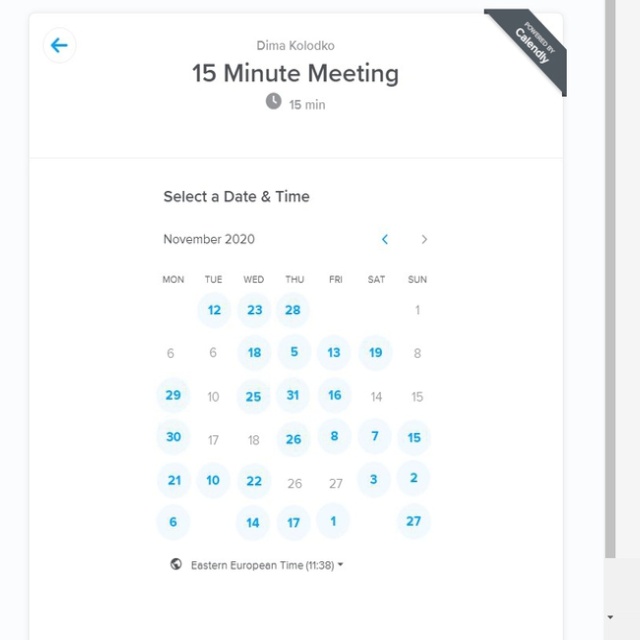 Dima Kolodko
15 Minute Meeting
15 min
POWERED BY
Calendly
Select a Date & Time
November 2020
MON TUE WED THU FRI SAT SUN
12 23 28 1
6 6 18 5 13 19 8
29 10 25 31 16 14 15
30 17 18 26 8 7 15
21 10 22 26 27 3 2
6 14 17 1 27
Eastern European Time (11:38)